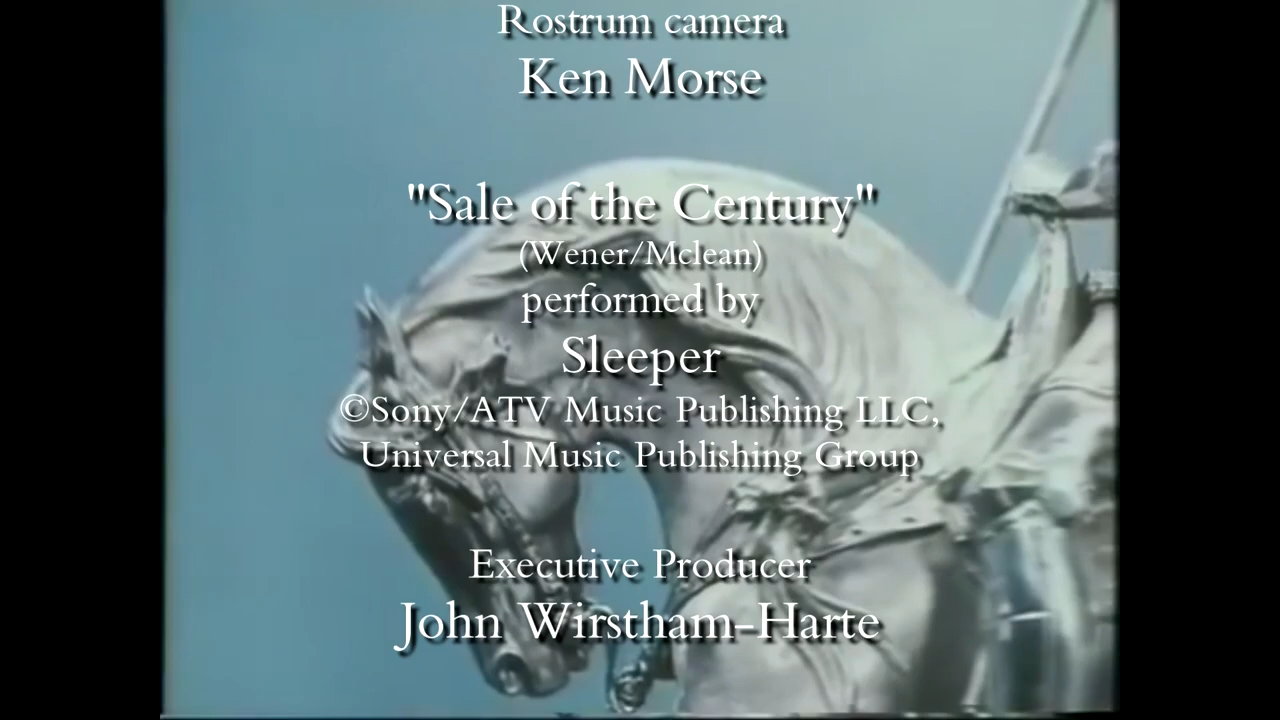 Rostrum camera
Ken Morse
"Sale of the Century"
(Wener/Mclean)
performed by
Sleeper
©Sony/ATV Music Publishing LLC,
Universal Music Publishing Group
Executive Producer
John Wirstham-Harte